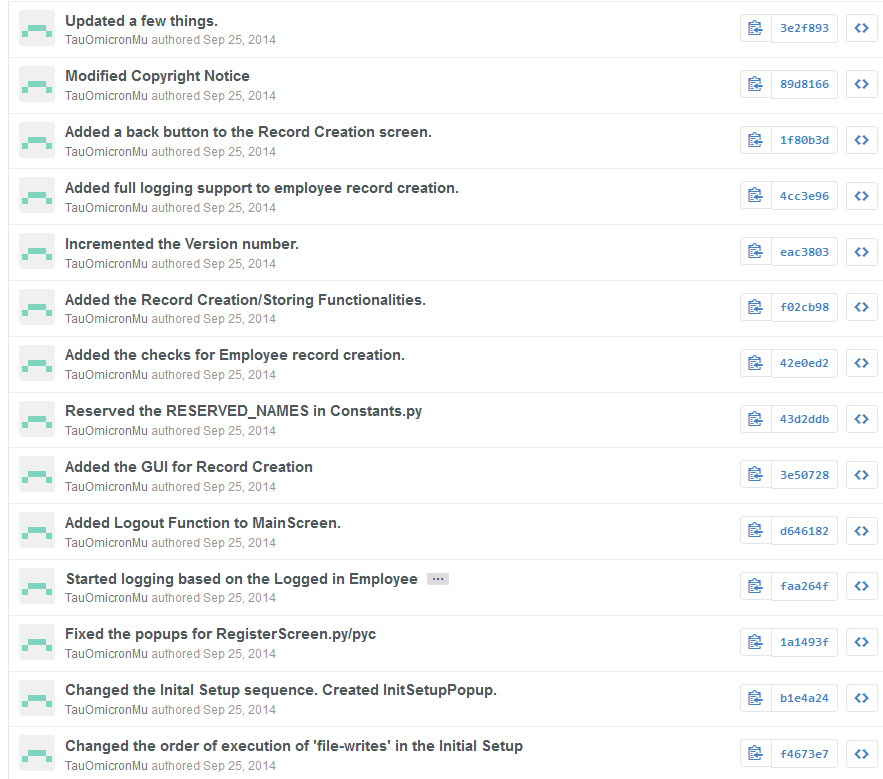 Updated a few things.
TauOmicronMu authored Sep 25, 2014
3e2f893
Modified Copyright Notice
TauOmicronMu authored Sep 25, 2014
89d8166
Added a back button to the Record Creation screen.
TauOmicronMu authored Sep 25, 2014
1f80b3d
Added full logging support to employee record creation.
TauOmicronMu authored Sep 25, 2014
4cc3e96
Incremented the Version number.
TauOmicronMu authored Sep 25, 2014
eac3803
Added the Record Creation/Storing Functionalities.
TauOmicronMu authored Sep 25, 2014
f02cb98
Added the checks for Employee record creation.
TauOmicronMu authored Sep 25, 2014
42e0ed2
Reserved the RESERVED_NAMES in Constants.py
TauOmicronMu authored Sep 25, 2014
43d2ddb
Added the GUI for Record Creation
TauOmicronMu authored Sep 25, 2014
3e50728
Added Logout Function to MainScreen.
TauOmicronMu authored Sep 25, 2014
d646182
Started logging based on the Logged in Employee ...
TauOmicronMu authored Sep 25, 2014
faa264f
Fixed the popups for RegisterScreen.py/pyc
TauOmicronMu authored Sep 25, 2014
1a1493f
Changed the Inital Setup sequence. Created InitSetupPopup.
TauOmicronMu authored Sep 25, 2014
b1e4a24
Changed the order of execution of 'file-writes' in the Initial Setup
TauOmicronMu authored Sep 25, 2014
f4673e7